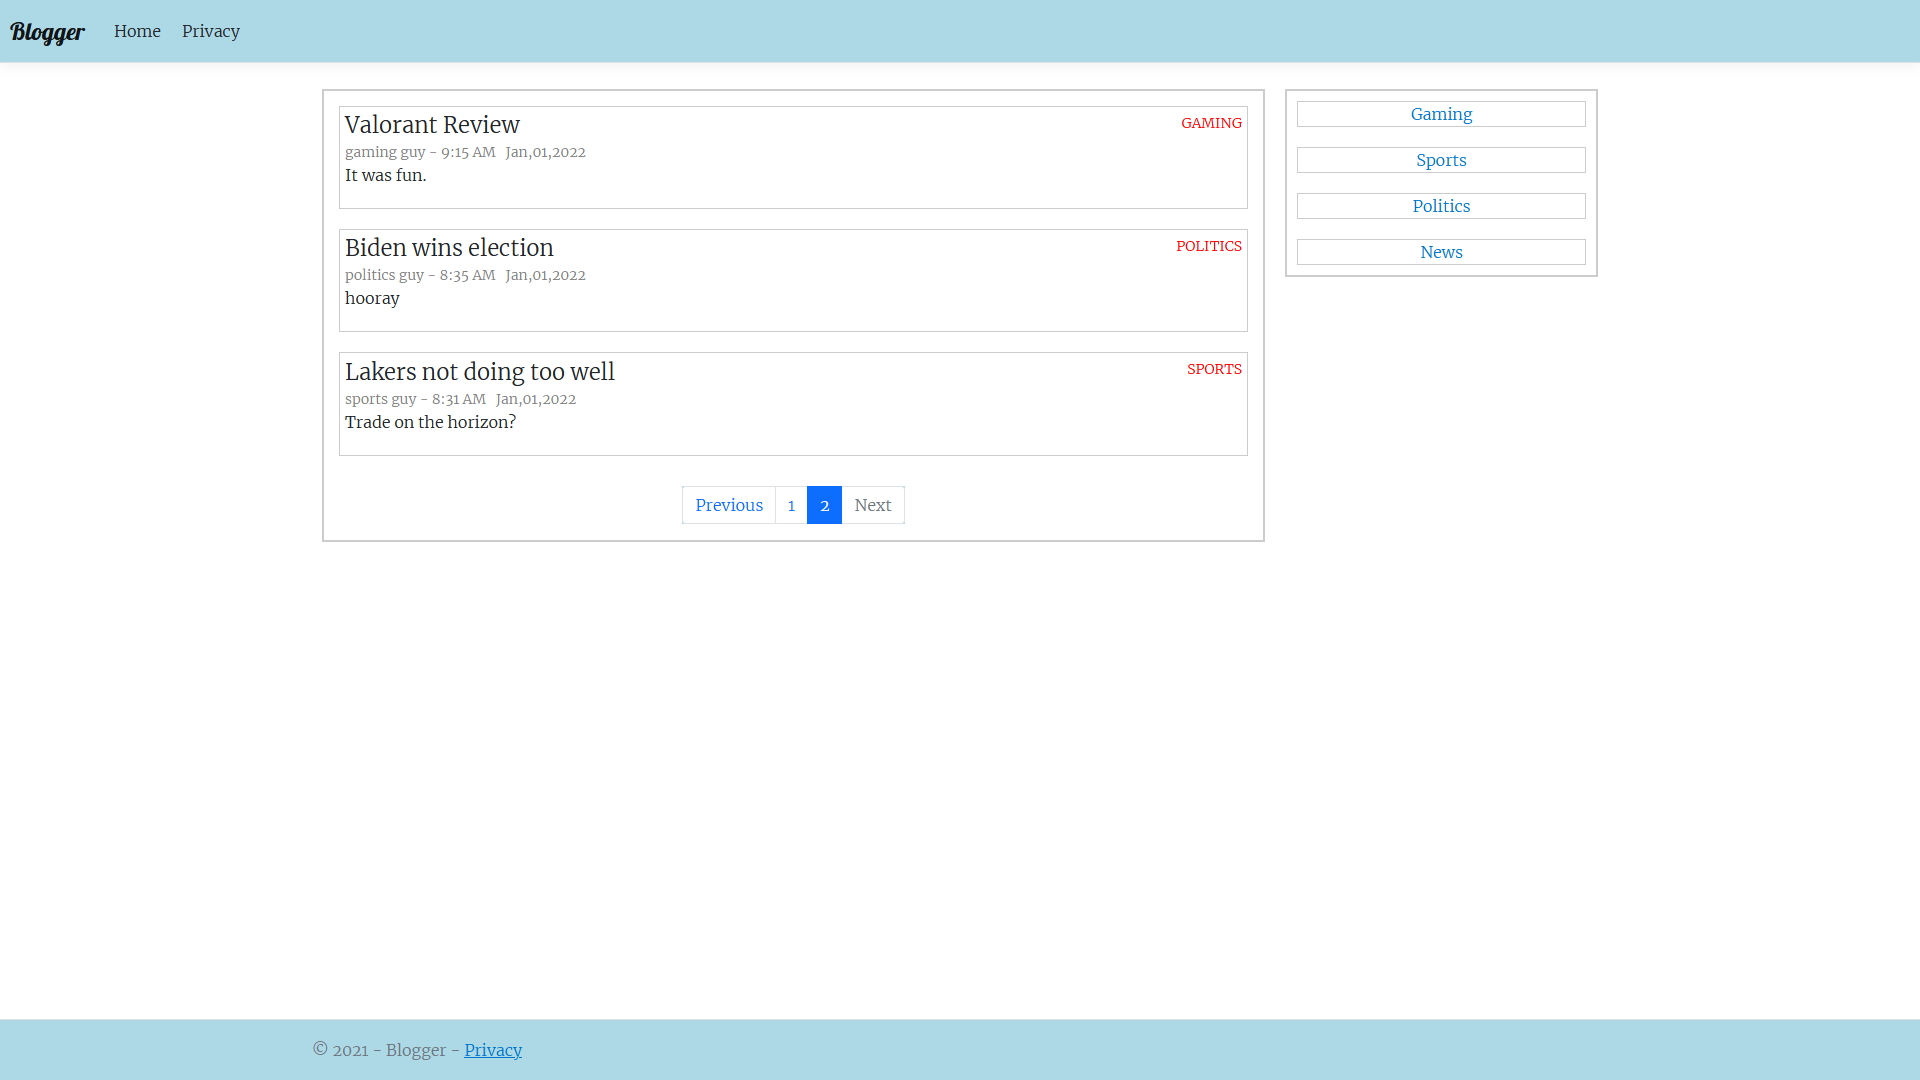 Blogger Home Privacy
Valorant Review GAMING
gaming guy - 9:15 AM Jan,01,2022
It was fun.
Biden wins election POLITICS
politics guy - 8:35 AM Jan,01,2022
hooray
Lakers not doing too well SPORTS
sports guy - 8:31 AM Jan,01,2022
Trade on the horizon?
Previous 1 2 Next
Gaming
Sports
Politics
News
© 2021 - Blogger - Privacy